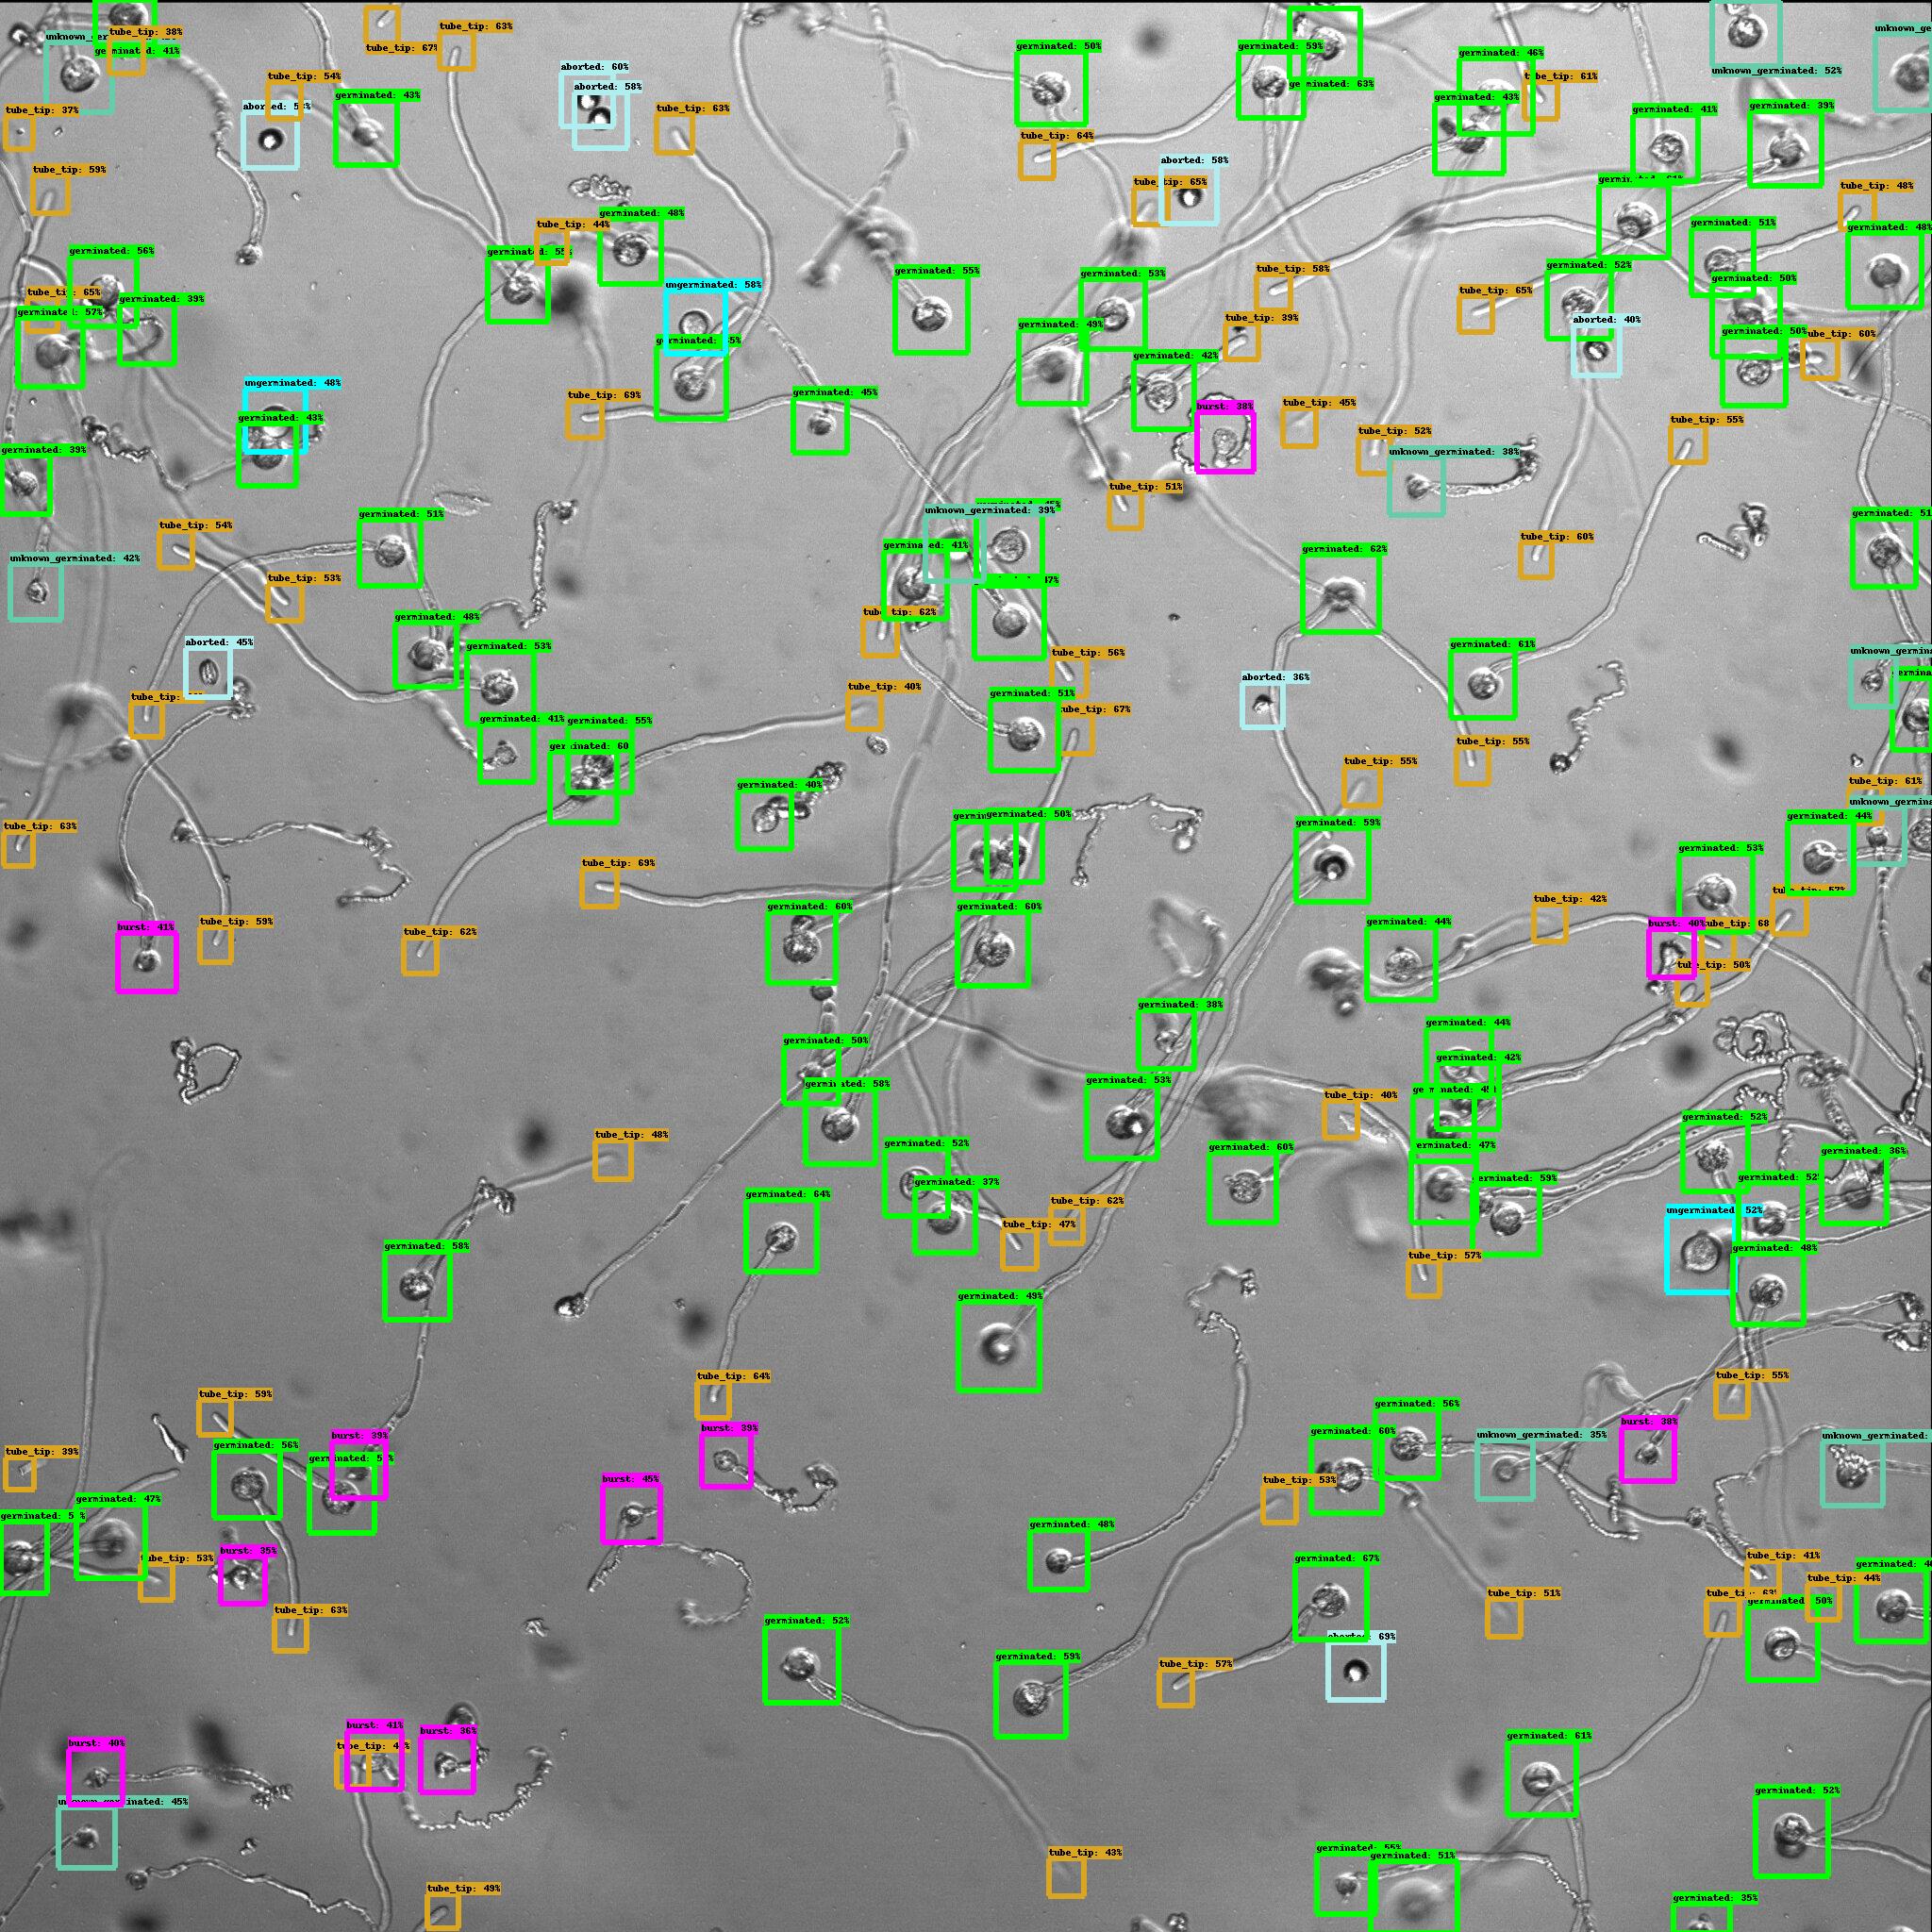 tube_tip: 38%
germinated: 41%
tube_tip: 67%
tube_tip: 63%
germinated: 50%
germinated: 59%
germinated: 63%
germinated: 46%
unknown_germinated: 52%
tube_tip: 37%
tube_tip: 54%
germinated: 43%
aborted: 60%
aborted: 58%
tube_tip: 63%
tube_tip: 64%
tube_tip: 61%
germinated: 43%
germinated: 41%
germinated: 39%
tube_tip: 59%
aborted: 58%
tube_tip: 65%
tube_tip: 48%
germinated: 48%
tube_tip: 44%
germinated: 51%
germinated: 48%
germinated: 56%
germinated: 39%
germinated: 57%
ungerminated: 58%
germinated: 55%
germinated: 53%
tube_tip: 58%
germinated: 52%
germinated: 50%
tube_tip: 65%
aborted: 40%
germinated: 49%
tube_tip: 39%
germinated: 50%
tube_tip: 60%
germinated: 42%
ungerminated: 48%
germinated: 43%
tube_tip: 69%
germinated: 45%
burst: 38%
tube_tip: 45%
tube_tip: 52%
tube_tip: 55%
germinated: 39%
unknown_germinated: 38%
tube_tip: 51%
tube_tip: 54%
germinated: 51%
unknown_germinated: 39%
germinated: 41%
germinated: 62%
tube_tip: 60%
unknown_germinated: 42%
tube_tip: 53%
germinated: 48%
tube_tip: 62%
tube_tip: 56%
aborted: 45%
germinated: 53%
germinated: 61%
aborted: 36%
tube_tip: 40%
germinated: 51%
tube_tip: 67%
germinated: 41%
germinated: 55%
tube_tip: 55%
tube_tip: 55%
germinated: 40%
tube_tip: 61%
germinated: 50%
germinated: 59%
germinated: 44%
tube_tip: 63%
germinated: 53%
tube_tip: 69%
tube_tip: 42%
burst: 41%
tube_tip: 59%
tube_tip: 62%
germinated: 60%
germinated: 60%
germinated: 44%
burst: 40%
tube_tip: 50%
germinated: 38%
germinated: 44%
germinated: 50%
germinated: 42%
germinated: 58%
germinated: 53%
tube_tip: 40%
tube_tip: 48%
germinated: 52%
germinated: 60%
germinated: 47%
germinated: 52%
germinated: 36%
germinated: 64%
germinated: 37%
tube_tip: 62%
tube_tip: 47%
germinated: 59%
ungerminated: 52%
germinated: 58%
tube_tip: 57%
germinated: 48%
germinated: 49%
tube_tip: 64%
tube_tip: 55%
tube_tip: 59%
germinated: 56%
burst: 39%
burst: 39%
germinated: 60%
unknown_germinated: 35%
burst: 38%
tube_tip: 39%
germinated: 56%
burst: 45%
tube_tip: 53%
germinated: 47%
germinated: 48%
tube_tip: 53%
burst: 35%
germinated: 67%
tube_tip: 41%
tube_tip: 44%
tube_tip: 51%
germinated: 50%
tube_tip: 63%
germinated: 52%
germinated: 59%
tube_tip: 57%
aborted: 69%
burst: 40%
burst: 41%
burst: 36%
germinated: 61%
germinated: 52%
unknown_germinated: 45%
tube_tip: 43%
germinated: 55%
germinated: 51%
tube_tip: 49%
germinated: 35%